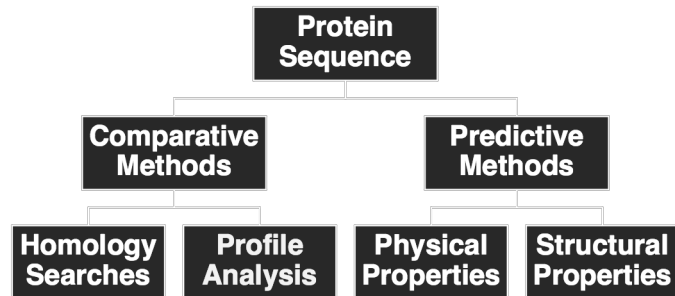 Protein
Sequence
Comparative
Methods
Predictive
Methods
Homology
Searches
Profile
Analysis
Physical
Properties
Structural
Properties